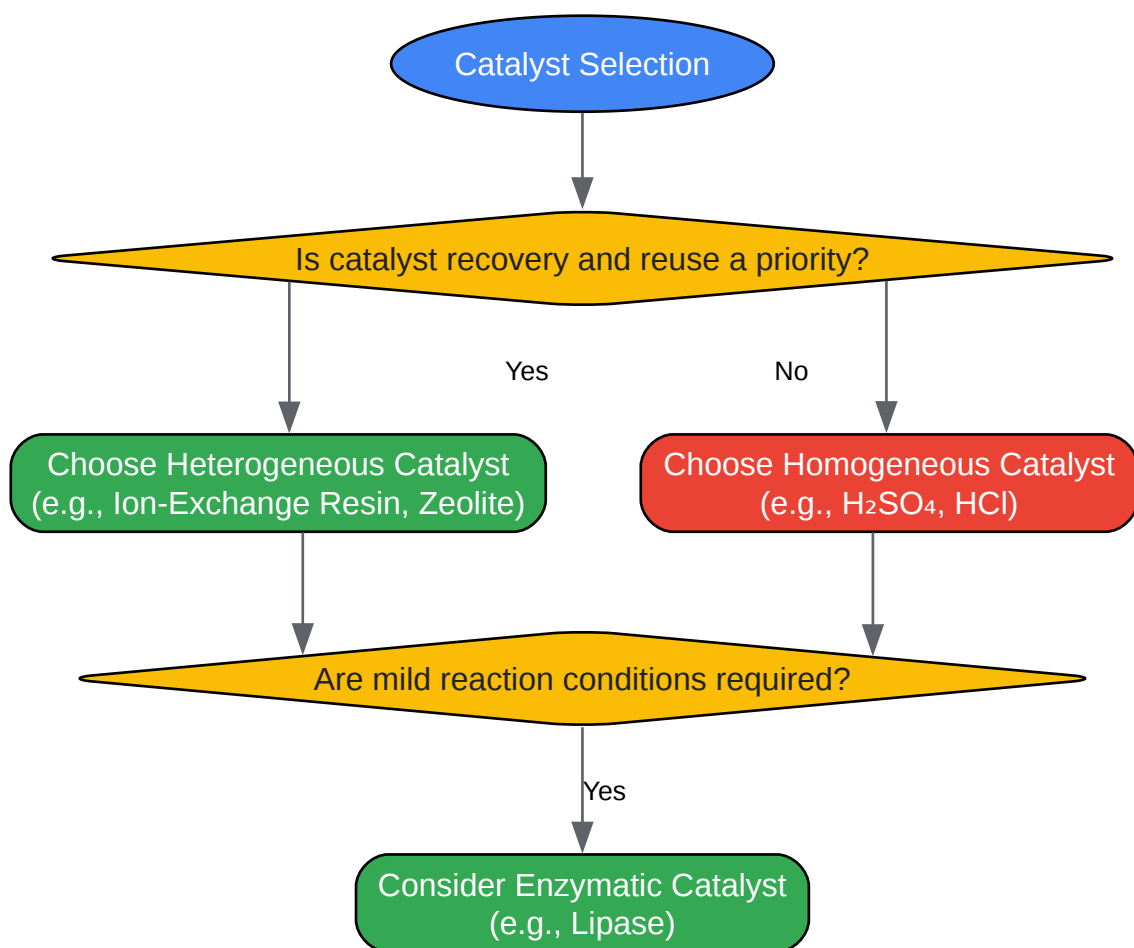 Catalyst Selection
Is catalyst recovery and reuse a priority?
Yes
No
Choose Heterogeneous Catalyst
(e.g., Ion-Exchange Resin, Zeolite)
Choose Homogeneous Catalyst
(e.g., H₂SO₄, HCl)
Are mild reaction conditions required?
Yes
Consider Enzymatic Catalyst
(e.g., Lipase)